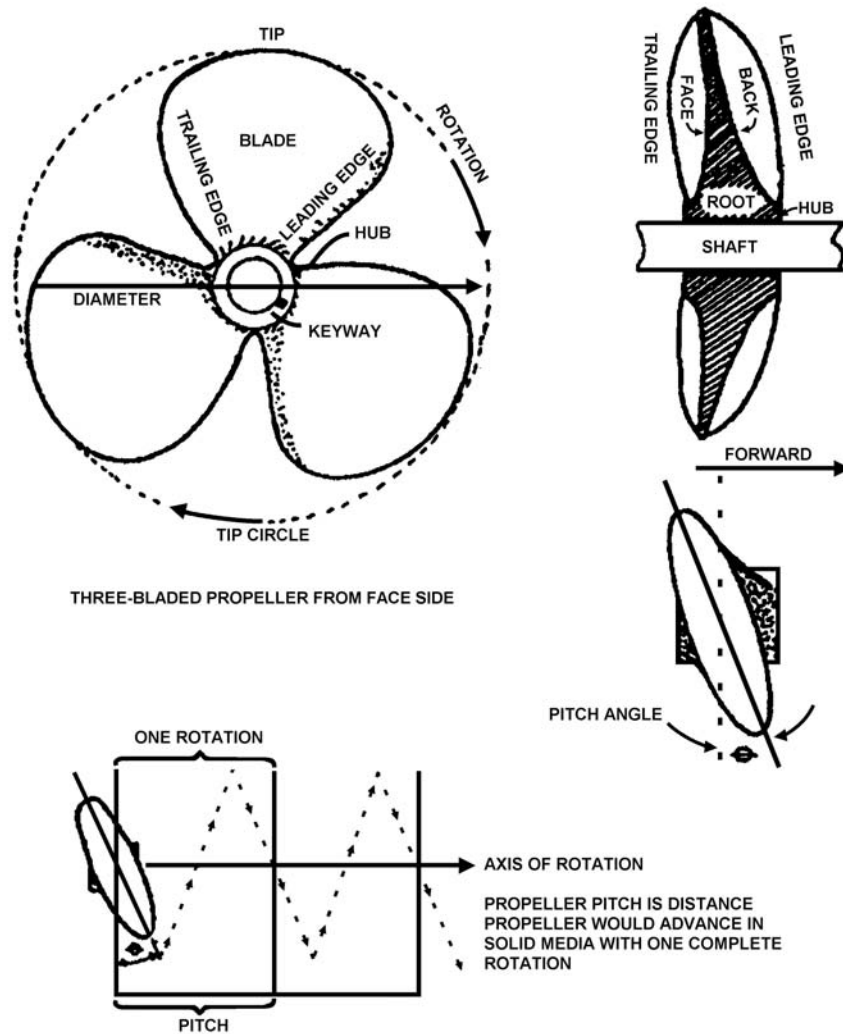 TIP
BLADE
TRAILING EDGE
LEADING EDGE
ROTATION
HUB
DIAMETER
KEYWAY
TIP CIRCLE
THREE-BLADED PROPELLER FROM FACE SIDE
TRAILING EDGE
FACE
BACK
LEADING EDGE
ROOT
HUB
SHAFT
FORWARD
PITCH ANGLE
ONE ROTATION
AXIS OF ROTATION
PROPELLER PITCH IS DISTANCE
PROPELLER WOULD ADVANCE IN
SOLID MEDIA WITH ONE COMPLETE
ROTATION
PITCH